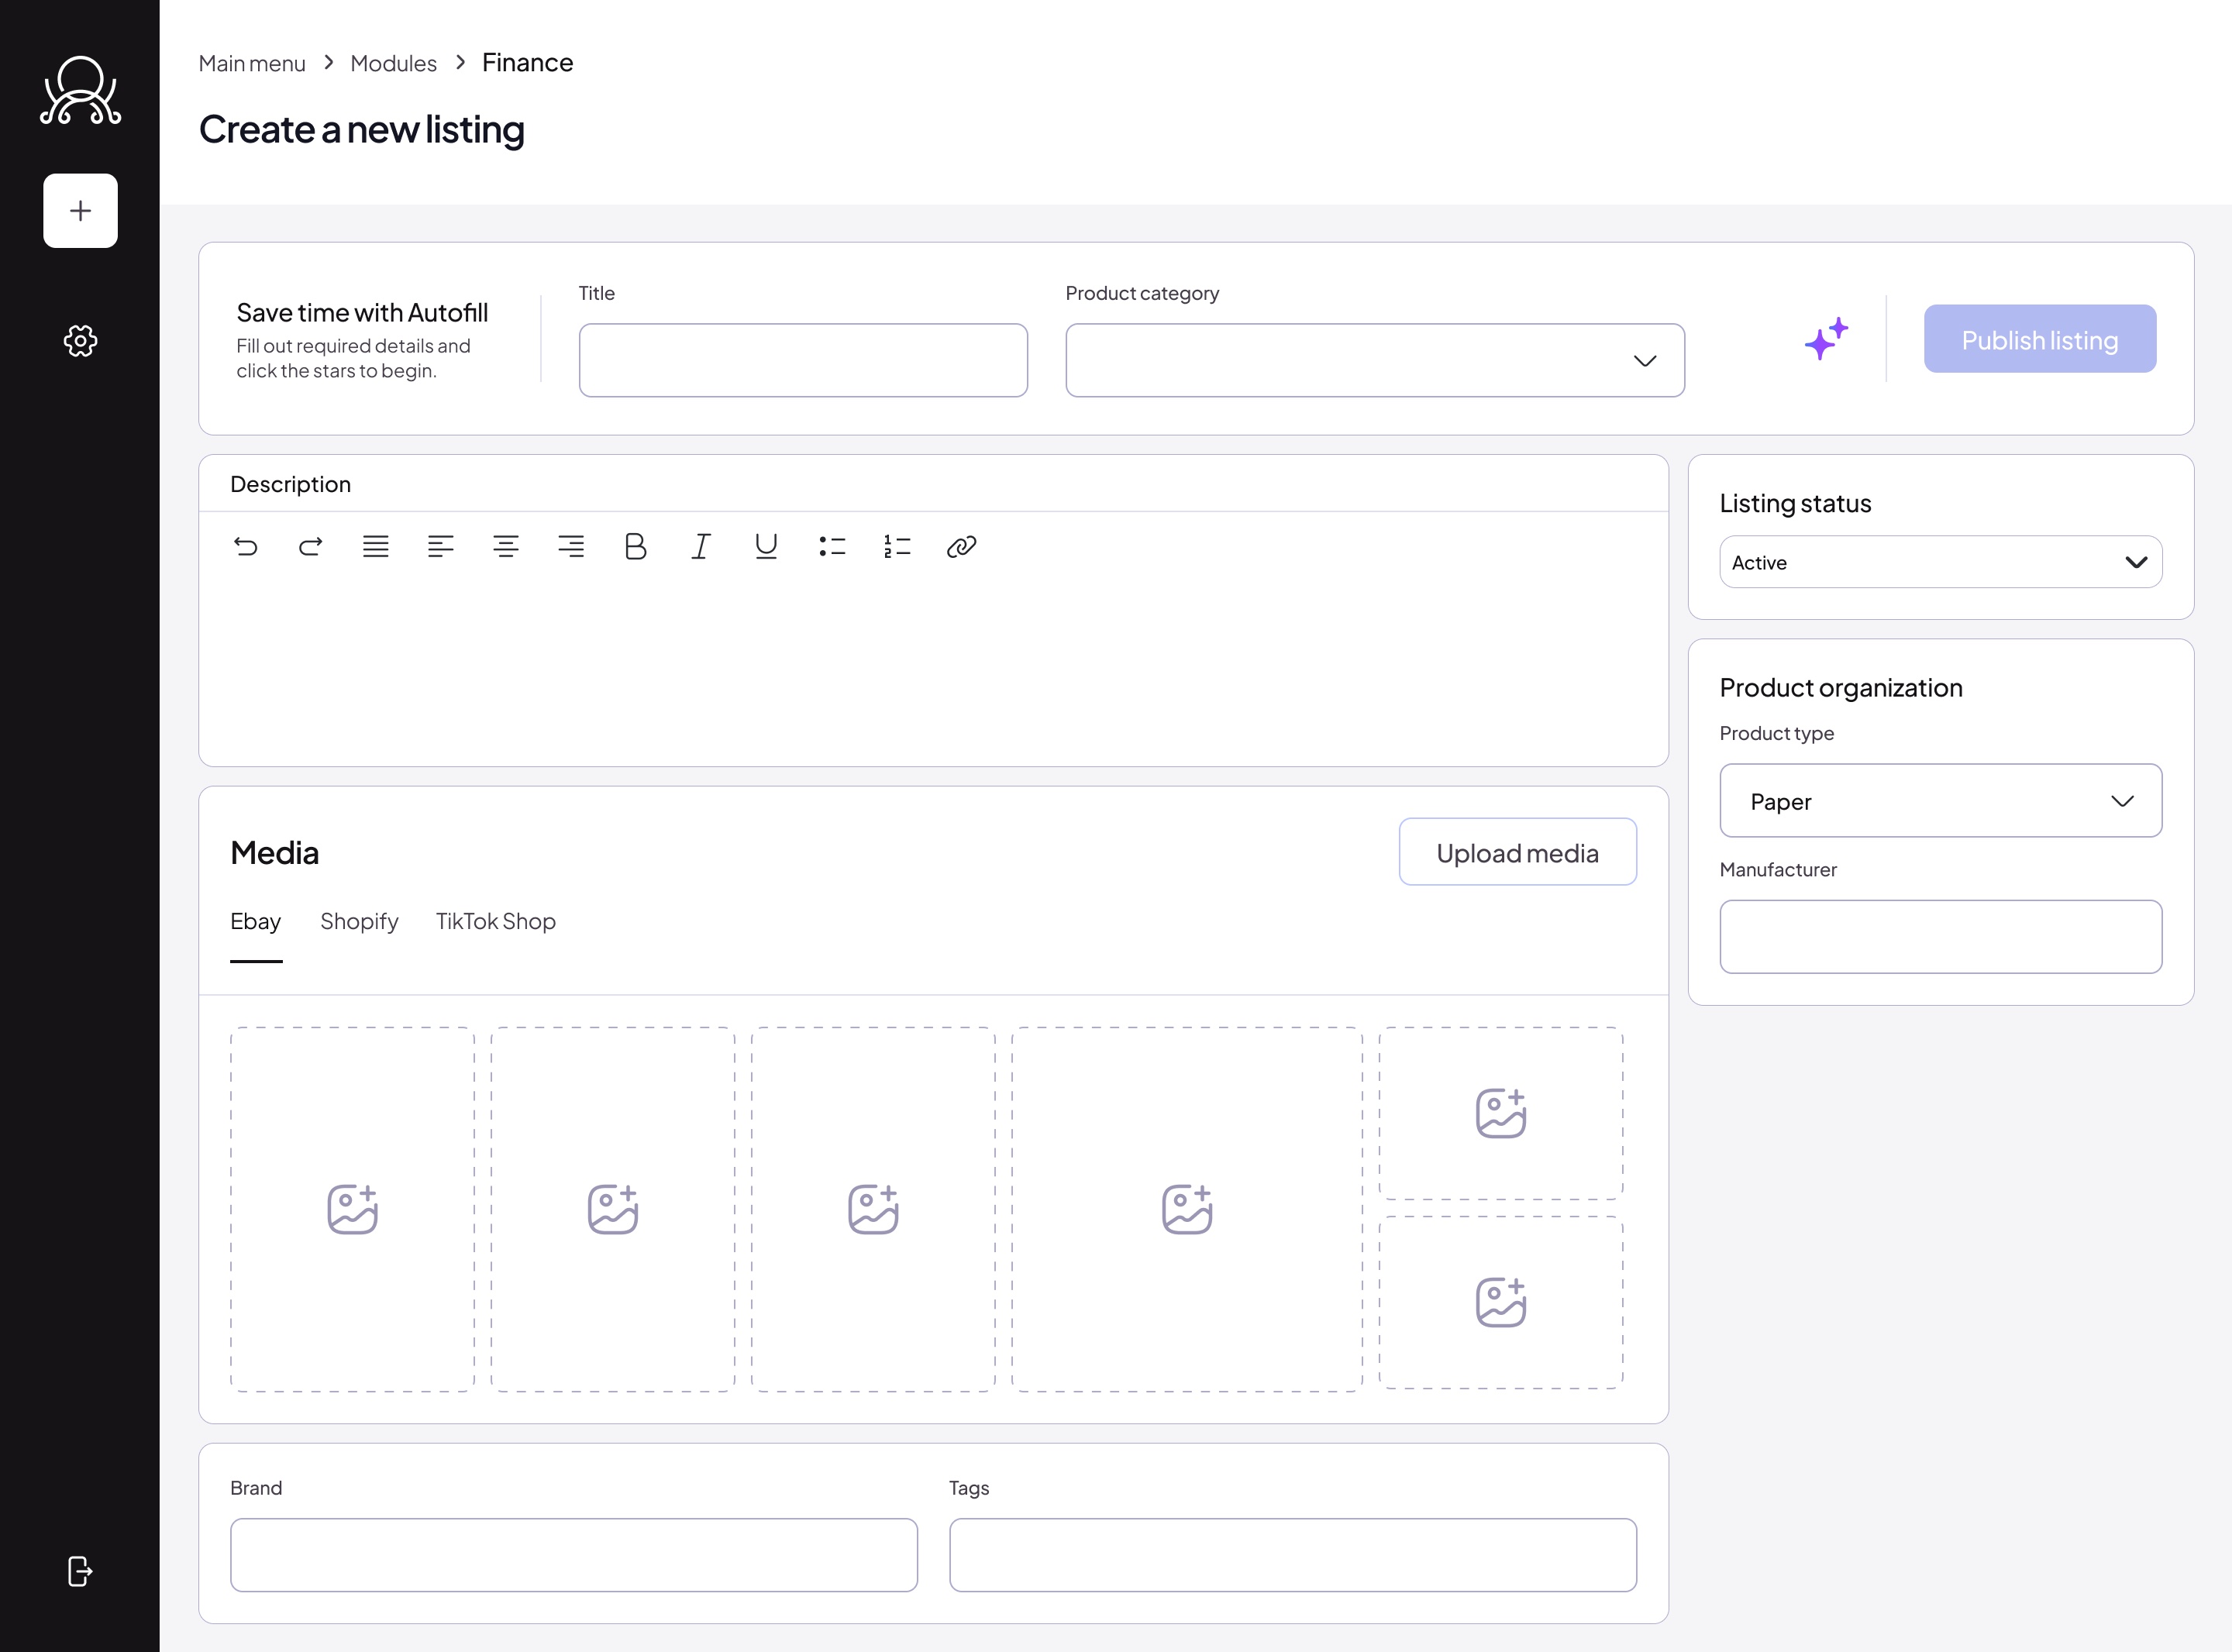 Main menu > Modules > Finance
Create a new listing
Save time with Autofill
Fill out required details and
click the stars to begin.
Title
Product category
Publish listing
Description
Listing status
Active
Product organization
Product type
Paper
Manufacturer
Media
Upload media
Ebay Shopify TikTok Shop
Brand
Tags